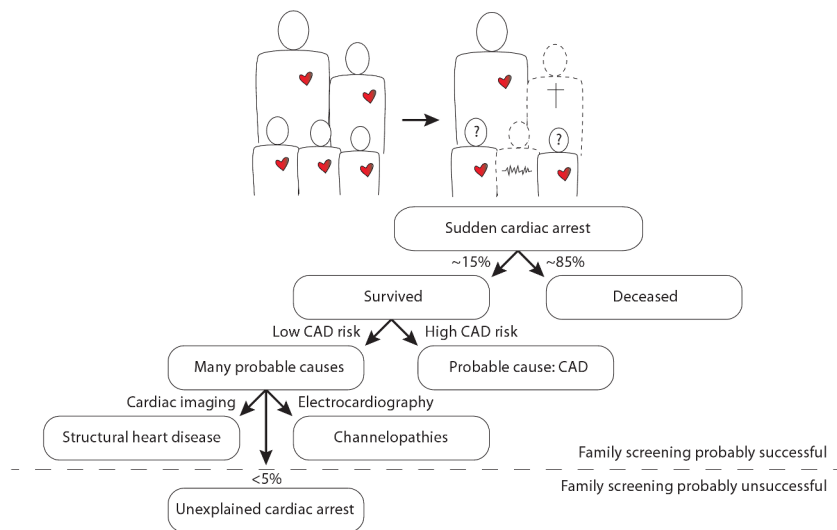 ?
?
Sudden cardiac arrest
~15%
~85%
Survived
Deceased
Low CAD risk
High CAD risk
Many probable causes
Probable cause: CAD
Cardiac imaging
Electrocardiography
Structural heart disease
Channelopathies
Family screening probably successful
<5%
Family screening probably unsuccessful
Unexplained cardiac arrest